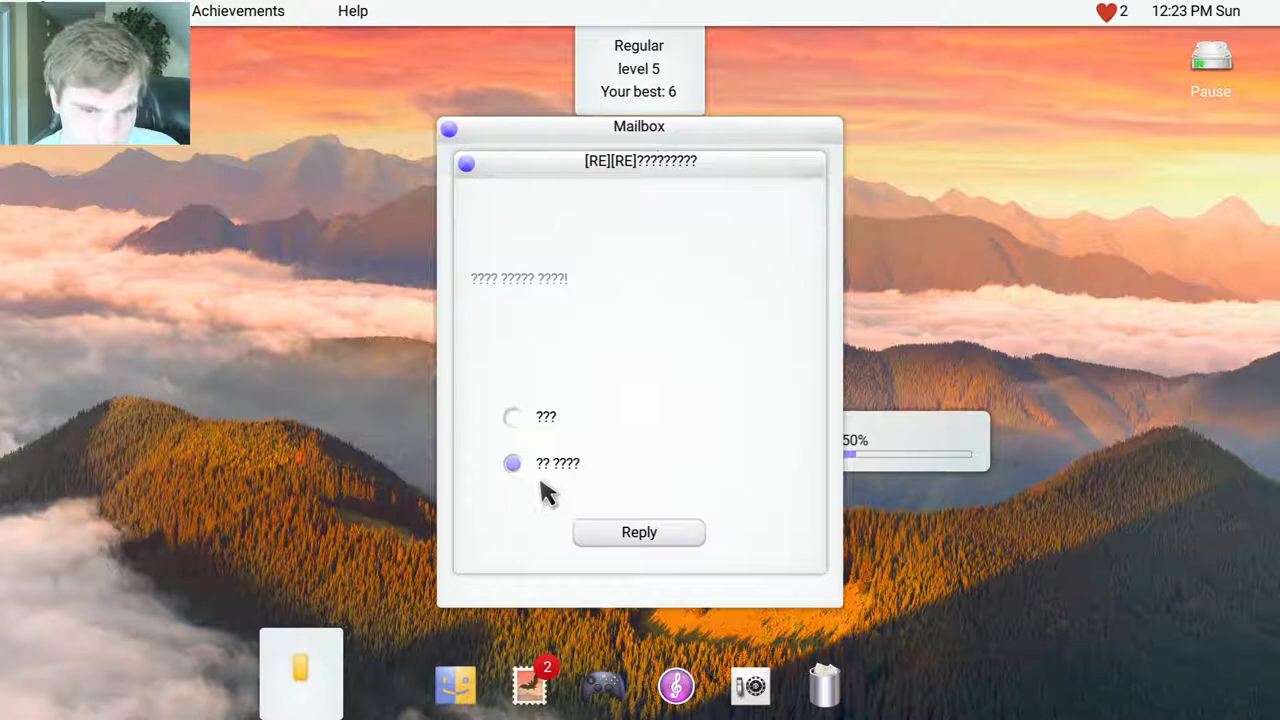 Achievements
Help
2
12:23 PM Sun
Regular
level 5
Your best: 6
Pause
Mailbox
[RE][RE]?????????
???? ????? ????!
???
?? ????
50%
Reply
2